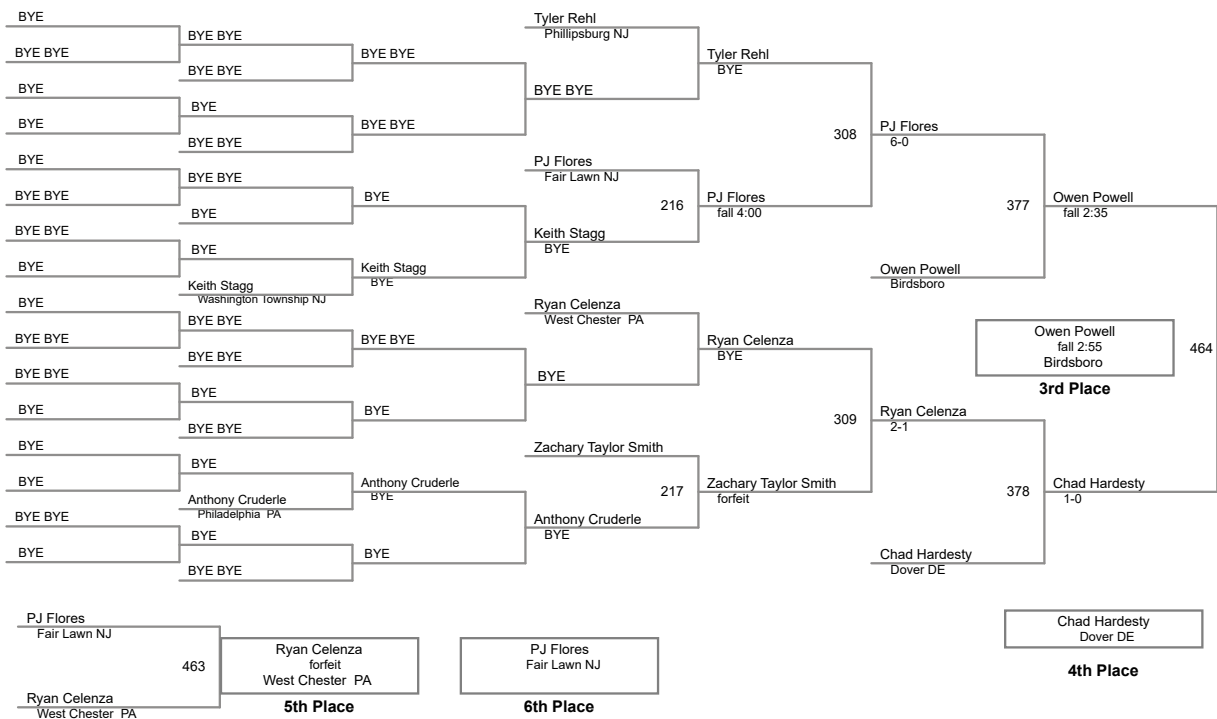 BYE
BYE BYE
BYE
BYE
BYE
BYE BYE
BYE BYE
BYE
BYE
BYE BYE
BYE BYE
BYE
BYE
BYE
BYE BYE
BYE
BYE BYE
BYE BYE
BYE
BYE BYE
BYE BYE
BYE
BYE
Keith Stagg
Washington Township NJ
BYE BYE
BYE BYE
BYE
BYE BYE
BYE
Anthony Cruderle
Philadelphia PA
BYE
BYE BYE
BYE BYE
BYE BYE
BYE
Keith Stagg
BYE
BYE BYE
BYE
Anthony Cruderle
BYE
BYE
Tyler Rehl
Phillipsburg NJ
BYE BYE
PJ Flores
Fair Lawn NJ
216
Keith Stagg
BYE
Ryan Celenza
West Chester PA
BYE
Zachary Taylor Smith
217
Anthony Cruderle
BYE
Tyler Rehl
BYE
308
PJ Flores
fall 4:00
Ryan Celenza
BYE
309
Zachary Taylor Smith
forfeit
PJ Flores
6-0
377
Owen Powell
Birdsboro
Ryan Celenza
2-1
378
Chad Hardesty
Dover DE
Owen Powell
fall 2:35
Owen Powell
fall 2:55
Birdsboro
3rd Place
464
Chad Hardesty
1-0
PJ Flores
Fair Lawn NJ
463
Ryan Celenza
West Chester PA
Ryan Celenza
forfeit
West Chester PA
5th Place
PJ Flores
Fair Lawn NJ
6th Place
Chad Hardesty
Dover DE
4th Place